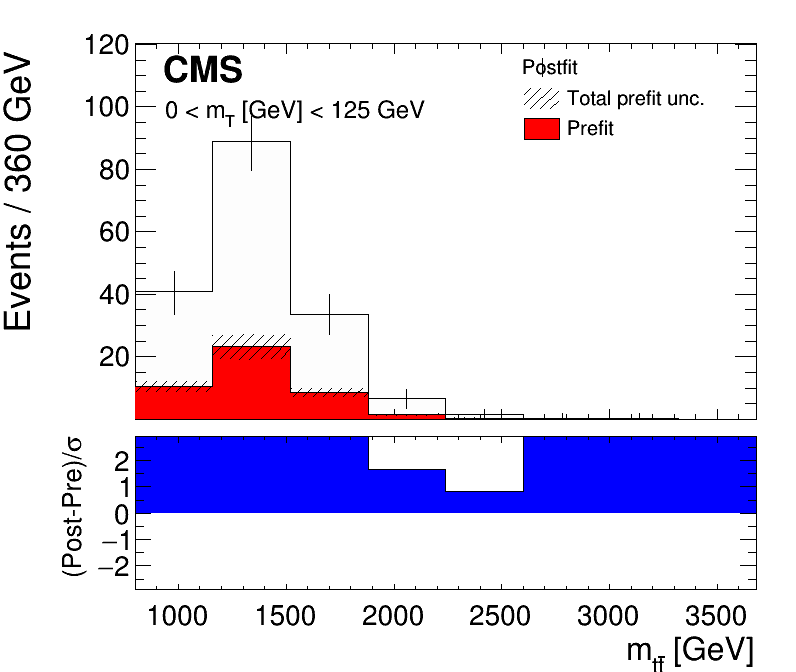 Events / 360 GeV
120
100
80
60
40
20
CMS
0 < m_T [GeV] < 125 GeV
Postfit
Total prefit unc.
Prefit
(Post-Pre)/σ
2
1
0
−1
−2
1000 1500 2000 2500 3000 3500
m_tt̄ [GeV]